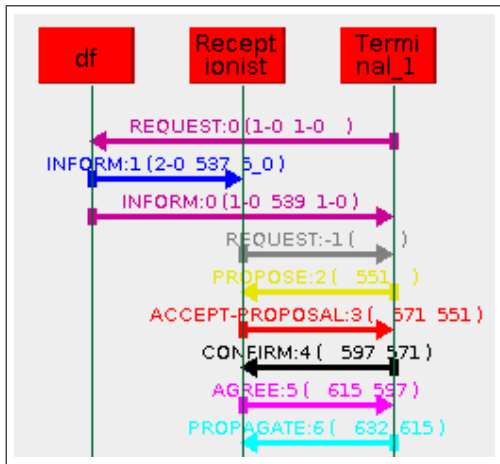 df
Recept
ionist
Termi
nal_1
REQUEST:0 (1-0 1-0 )
INFORM:1 (2-0 537 5_0)
INFORM:0 (1-0 539 1-0)
REQUEST:-1 ( )
PROPOSE:2 ( 551 )
ACCEPT-PROPOSAL:3 ( 571 551)
CONFIRM:4 ( 597 571)
AGREE:5 ( 615 597)
PROPAGATE:6 ( 632 615)